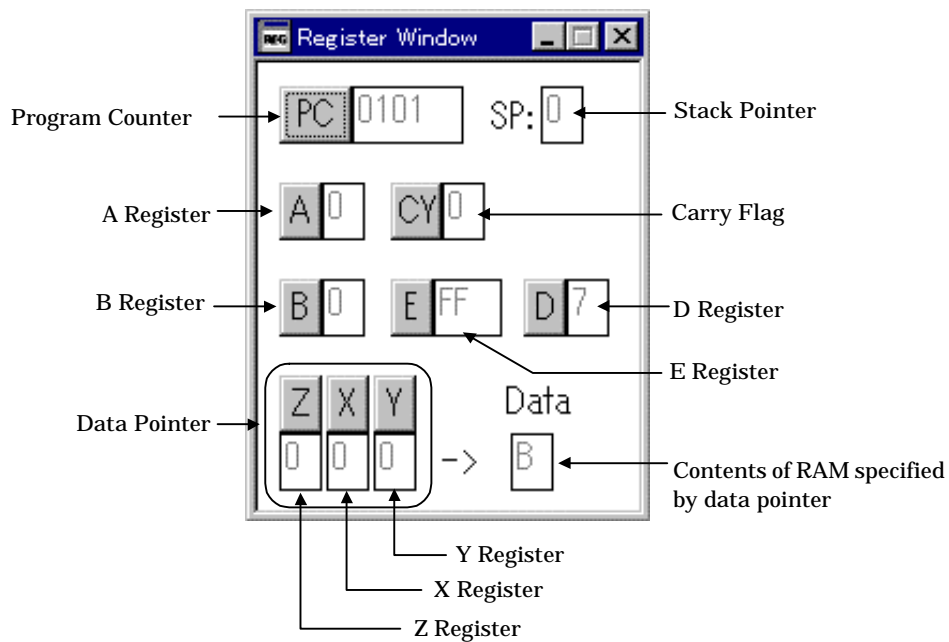 REG Register Window
Program Counter PC 0101 SP: 0 Stack Pointer
A Register A 0 CY 0 Carry Flag
B Register B 0 E FF D 7 D Register
E Register
Data Pointer Z X Y Data
0 0 0 -> B Contents of RAM specified
by data pointer
Y Register
X Register
Z Register